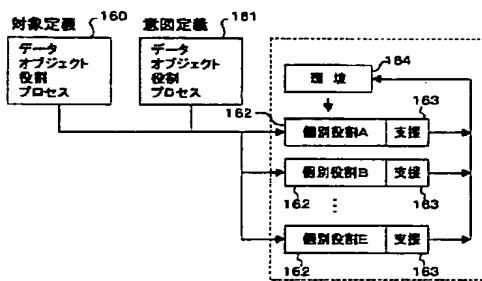 対象定義 160
データ
オブジェクト
役割
プロセス
意図定義 161
データ
オブジェクト
役割
プロセス
環境 164
162 163
個別役割A 支援
個別役割B 支援
162 163
⋮
個別役割E 支援
162 163